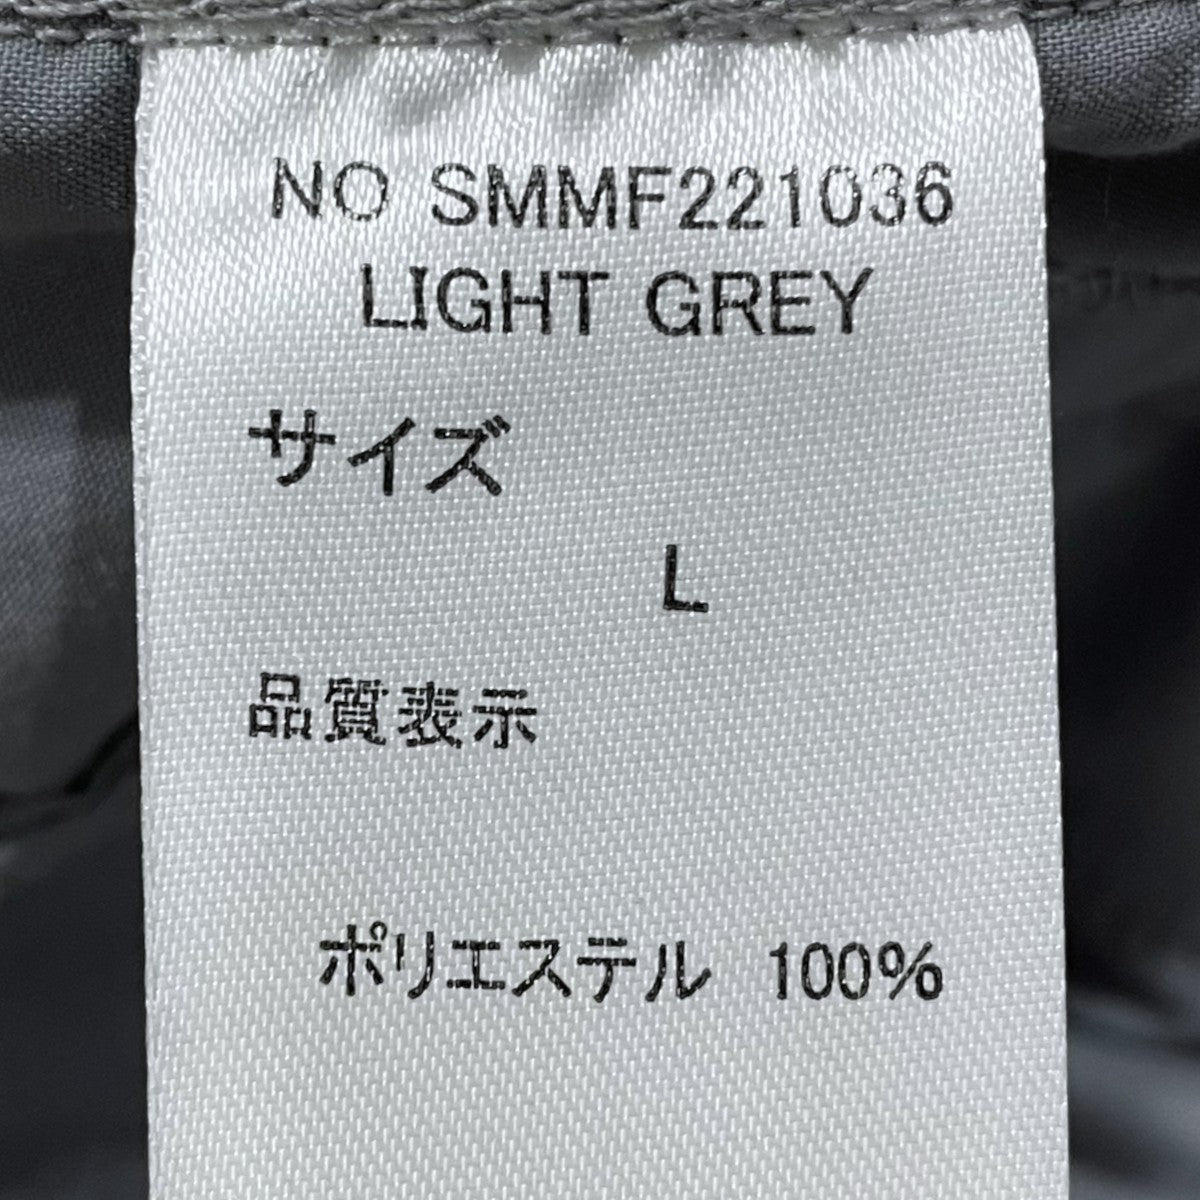 NO SMMF221036
LIGHT GREY
サイズ
L
品質表示
ポリエステル 100%